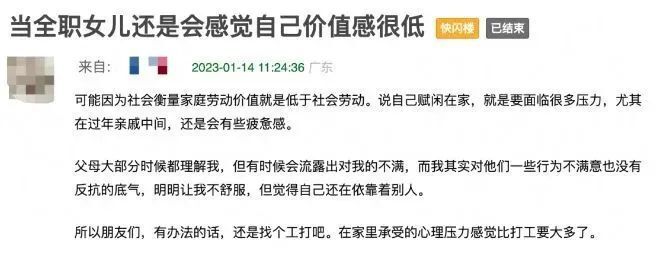 当全职女儿还是会感觉自己价值感很低 快闪楼 已结束
来自： 2023-01-14 11:24:36 广东
可能因为社会衡量家庭劳动价值就是低于社会劳动。说自己赋闲在家，就是要面临很多压力，尤其
在过年亲戚中间，还是会有些疲惫感。
父母大部分时候都理解我，但有时候会流露出对我的不满，而我其实对他们一些行为不满意也没有
反抗的底气，明明让我不舒服，但觉得自己还在依靠着别人。
所以朋友们，有办法的话，还是找个工打吧。在家里承受的心理压力感觉比打工要大多了。